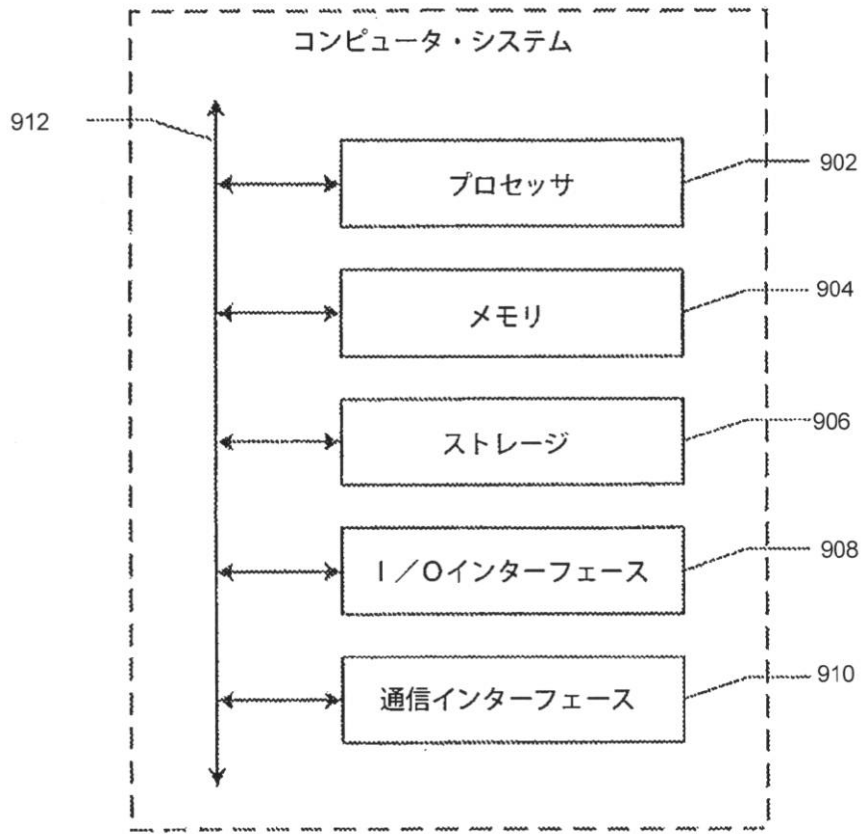 コンピュータ・システム
912
プロセッサ
902
メモリ
904
ストレージ
906
I／Oインターフェース
908
通信インターフェース
910